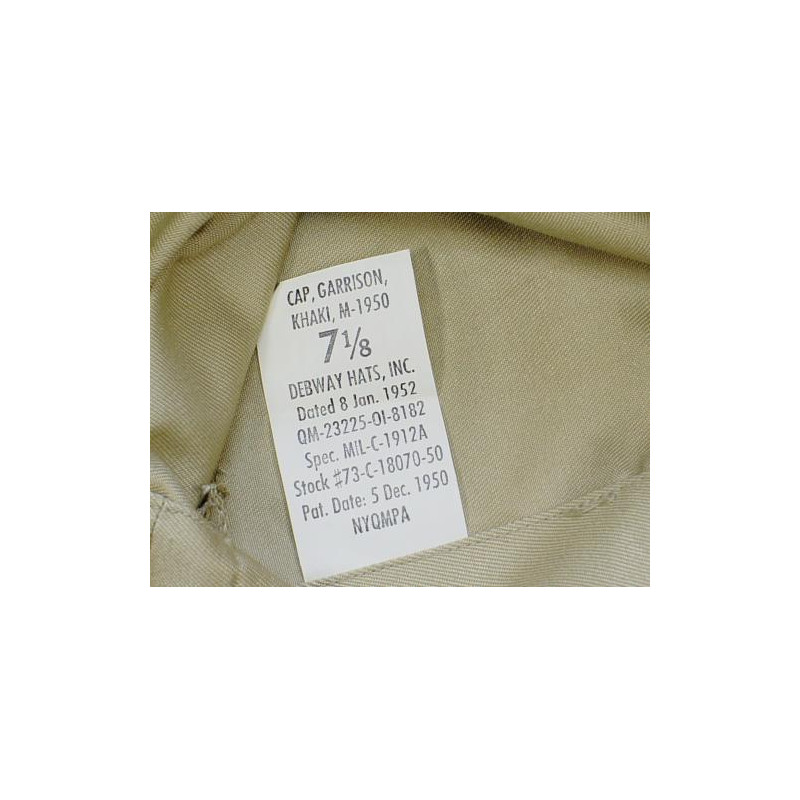 CAP, GARRISON,
KHAKI, M-1950
7 1/8
DEBWAY HATS, INC.
Dated 8 Jan. 1952
QM-23225-OI-8182
Spec. MIL-C-1912A
Stock #73-C-18070-50
Pat. Date: 5 Dec. 1950
NYQMPA